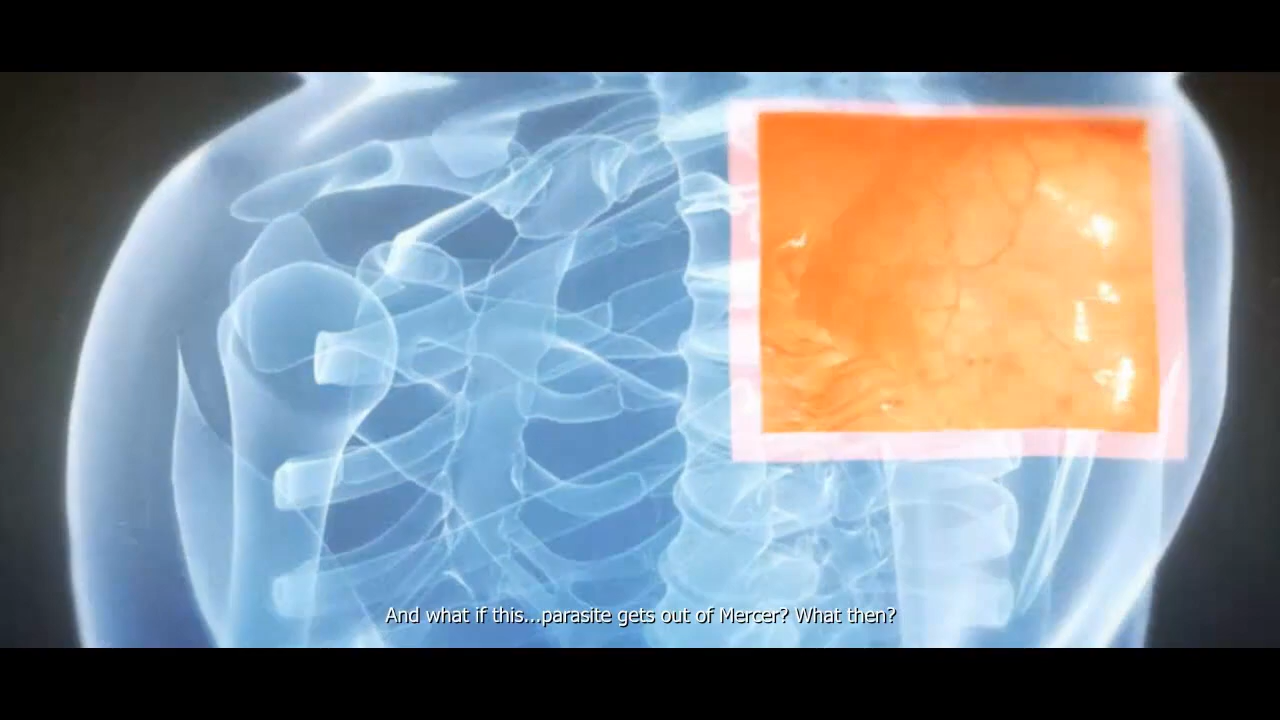 And what if this...parasite gets out of Mercer? What then?